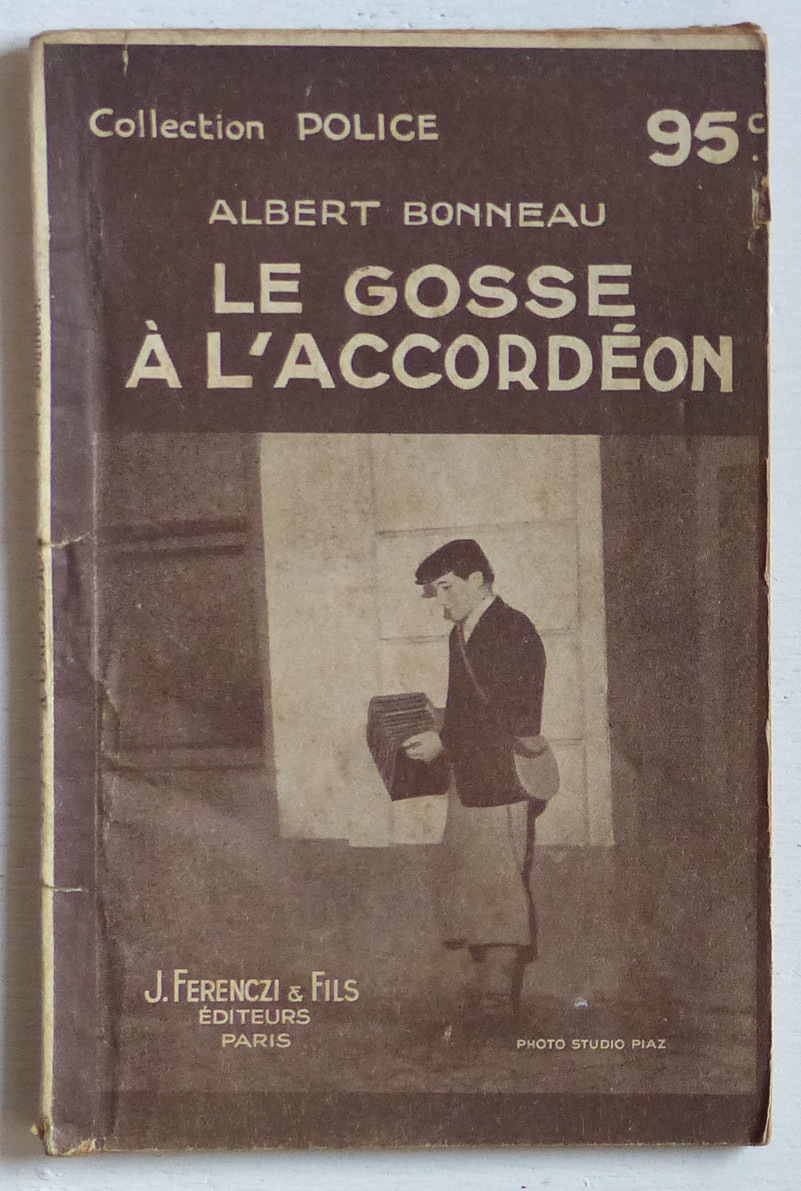 Collection POLICE 95c.
ALBERT BONNEAU
LE GOSSE
À L'ACCORDÉON
J. FERENCZI & FILS
ÉDITEURS
PARIS
PHOTO STUDIO PIAZ